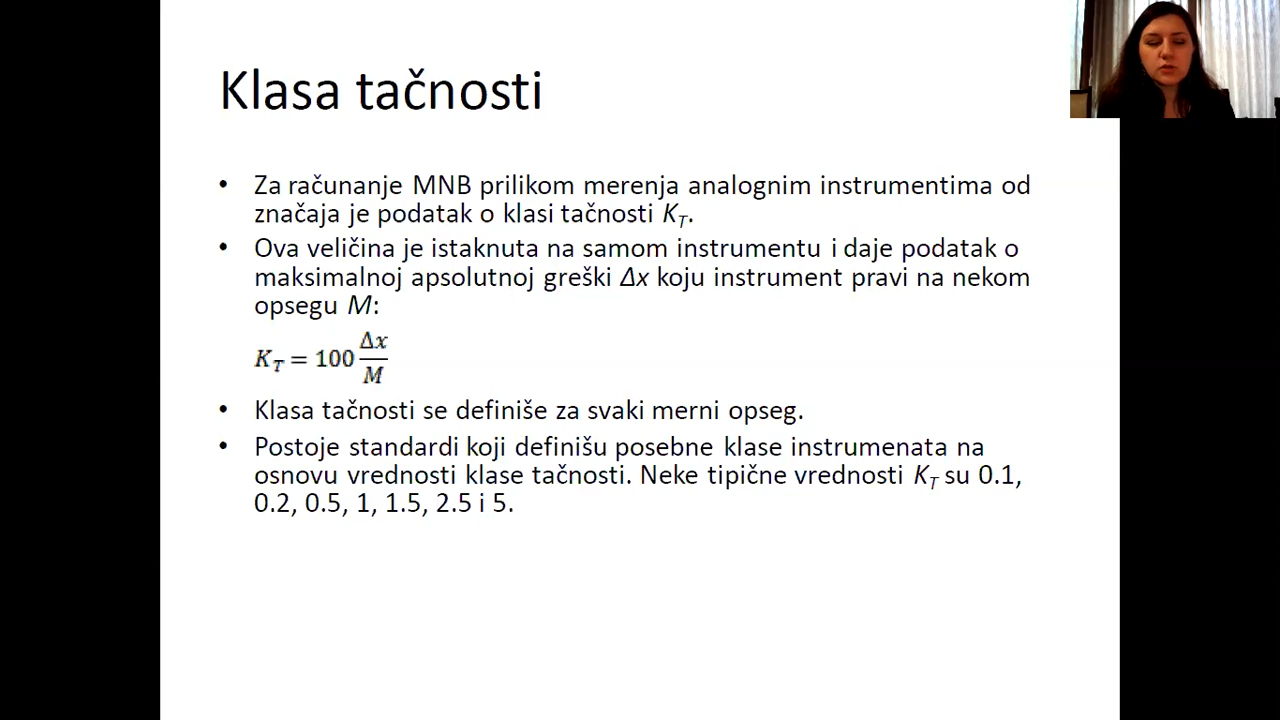 Klasa tačnosti
• Za računanje MNB prilikom merenja analognim instrumentima od
značaja je podatak o klasi tačnosti K_T.
• Ova veličina je istaknuta na samom instrumentu i daje podatak o
maksimalnoj apsolutnoj greški Δx koju instrument pravi na nekom
opsegu M:
K_T = 100 Δx/M
• Klasa tačnosti se definiše za svaki merni opseg.
• Postoje standardi koji definišu posebne klase instrumenata na
osnovu vrednosti klase tačnosti. Neke tipične vrednosti K_T su 0.1,
0.2, 0.5, 1, 1.5, 2.5 i 5.